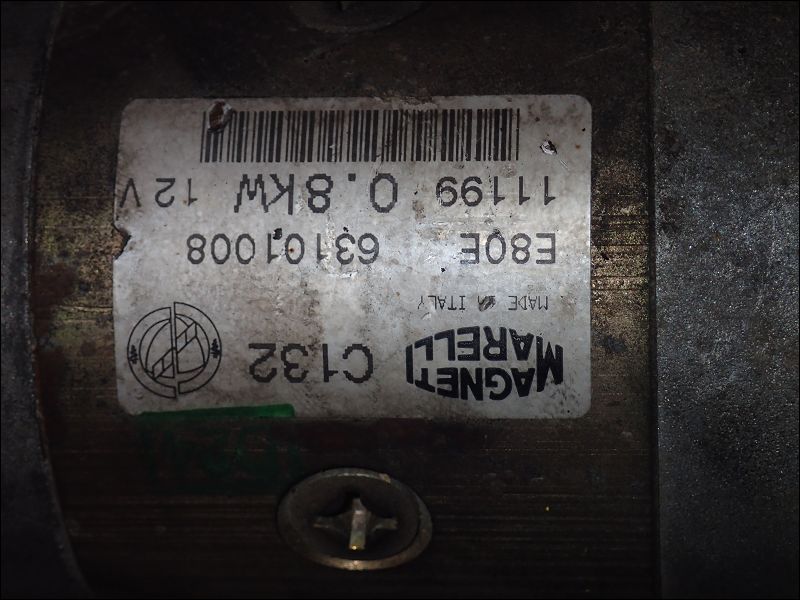 MAGNETI
MARELLI
C132
MADE IN ITALY
E80E 63101008
11199 0.8kW 12V